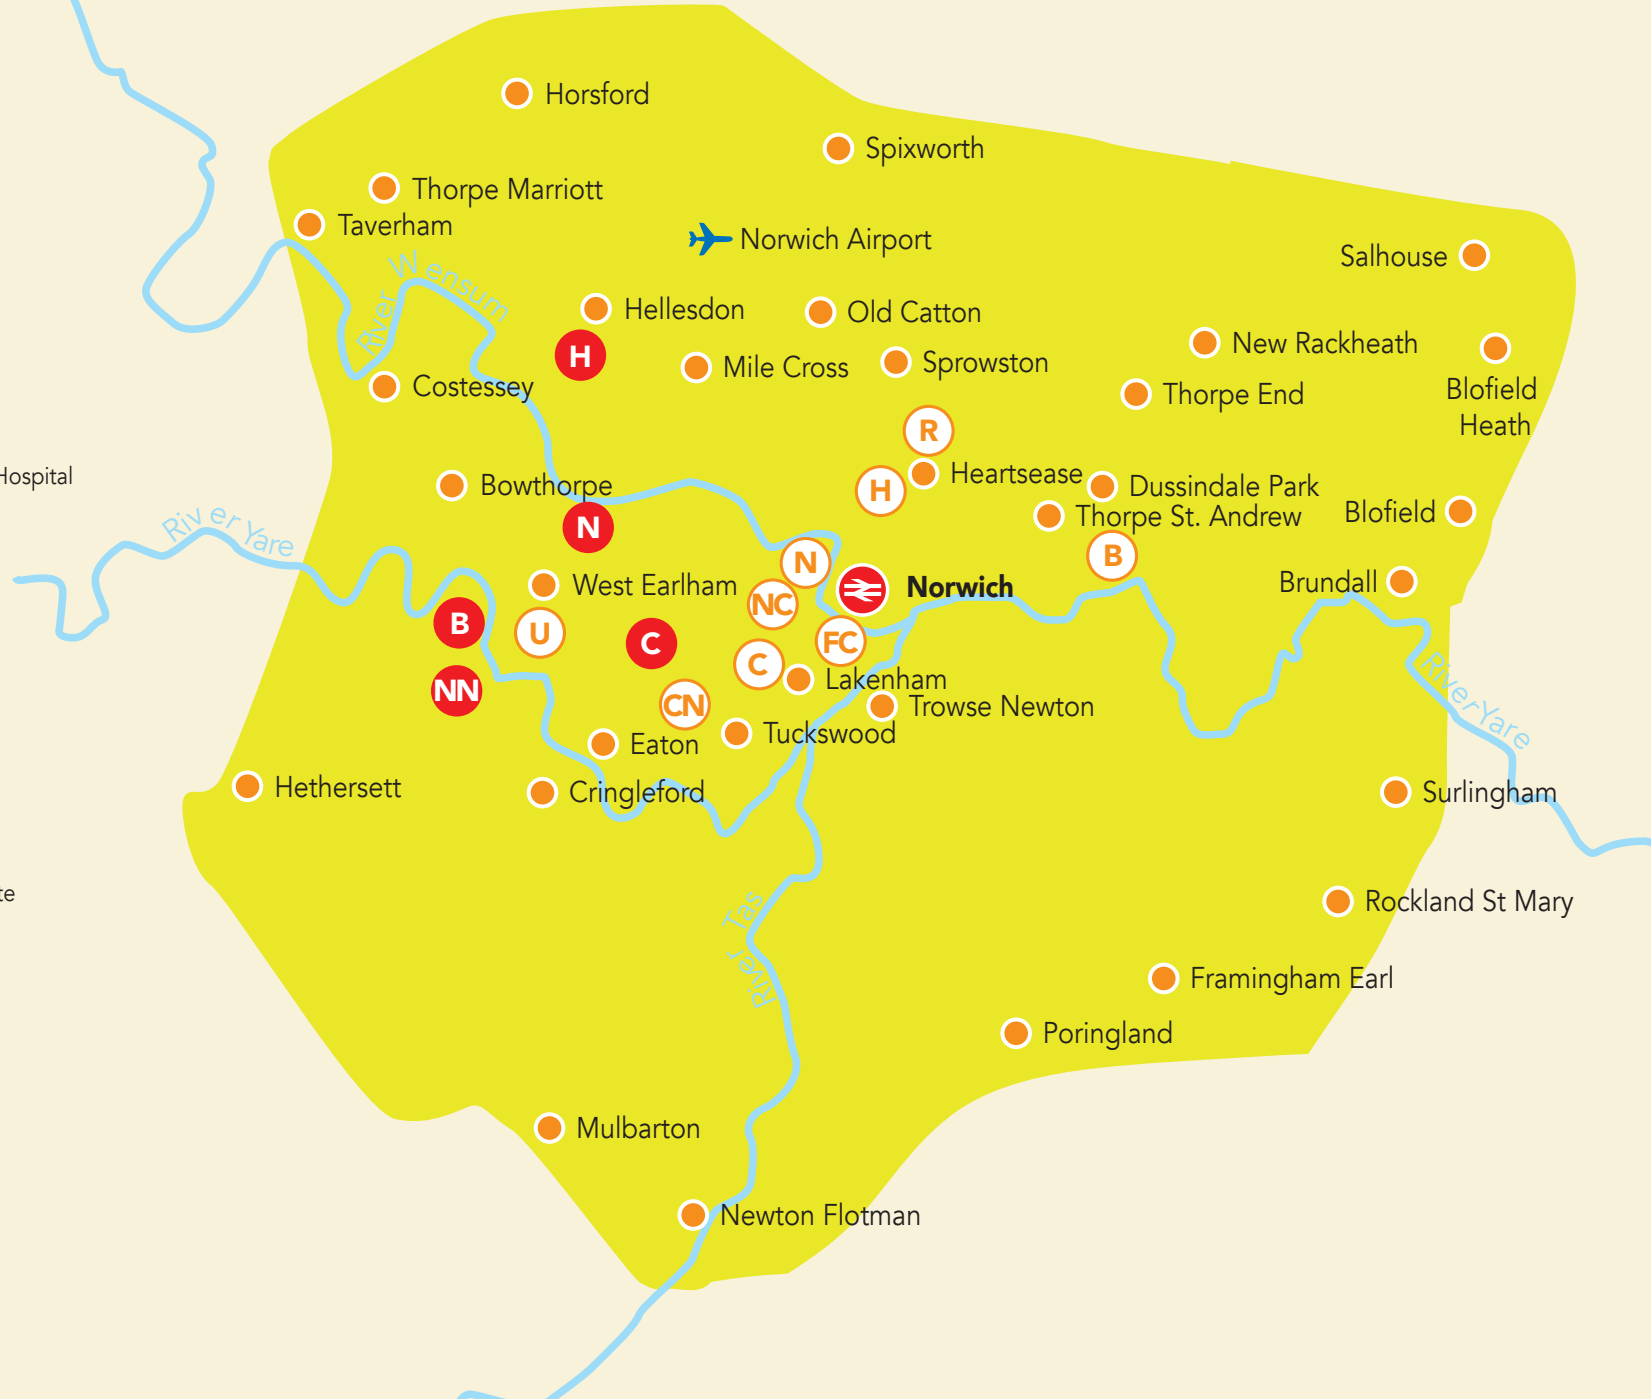 Horsford
Spixworth
Thorpe Marriott
Taverham
Norwich Airport
Salhouse
River Wensum
Hellesdon
Old Catton
New Rackheath
H
Mile Cross
Sprowston
Blofield
Heath
Costessey
Thorpe End
R
Hospital
Heartsease
Bowthorpe
H
Dussindale Park
Thorpe St. Andrew
Blofield
River Yare
N
B
N
Norwich
Brundall
West Earlham
NC
B
U
C
FC
C
Lakenham
River Yare
NN
CN
Trowse Newton
Tuckswood
Eaton
Hethersett
Cringleford
Surlingham
te
Rockland St Mary
River Tas
Framingham Earl
Poringland
Mulbarton
Newton Flotman